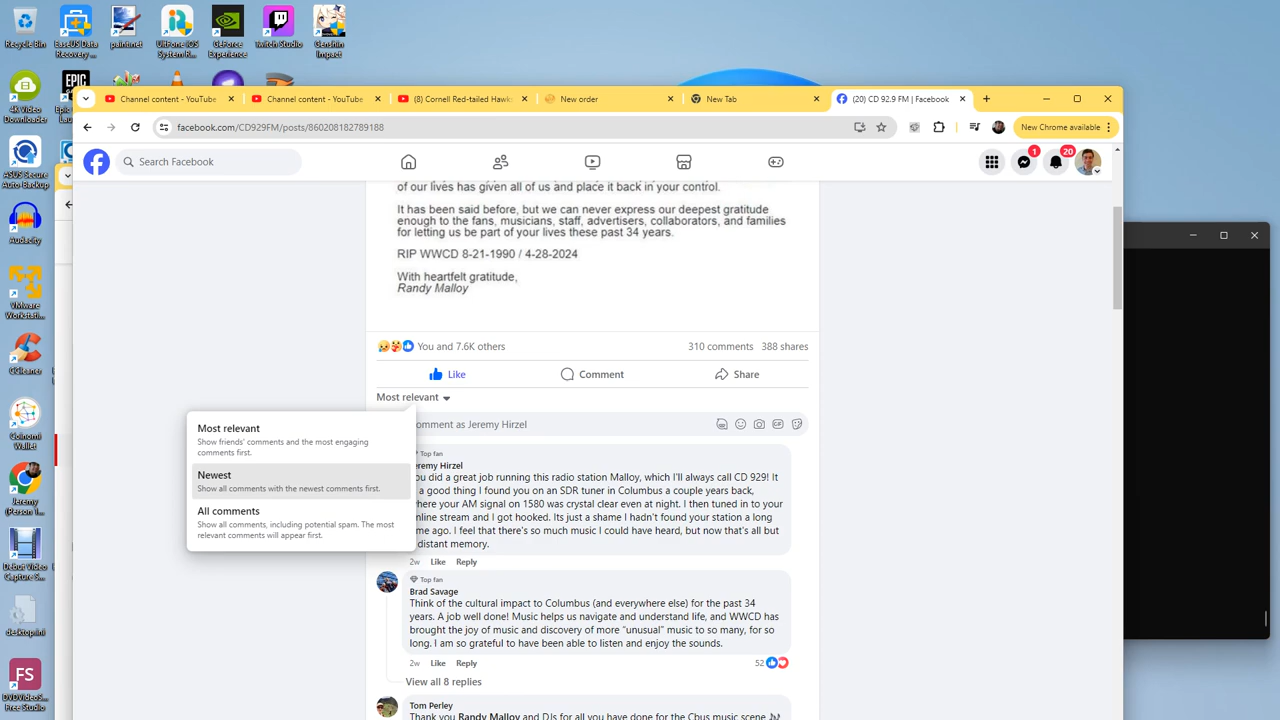 Recycle Bin
EaseUS Data Recovery ...
paint.net
UltFone iOS System R...
GeForce Experience
Twitch Studio
Genshin Impact
4K Video Downloader
Epic
ASUS Secure Auto Backup
Audacity
VMware Workstati...
CCleaner
Coinomi Wallet
Jeremy (Person 1...
Debut Video Capture S...
desktop.ini
FS
DVDVideoS... Free Studio
Channel content - YouTube
Channel content - YouTube
(8) Cornell Red-tailed Hawk
New order
New Tab
(20) CD 92.9 FM | Facebook
facebook.com/CD929FM/posts/860208182789188
New Chrome available
Search Facebook
1
20
of our lives has given all of us and place it back in your control.
It has been said before, but we can never express our deepest gratitude
enough to the fans, musicians, staff, advertisers, collaborators, and families
for letting us be part of your lives these past 34 years.
RIP WWCD 8-21-1990 / 4-28-2024
With heartfelt gratitude,
Randy Malloy
You and 7.6K others
310 comments 388 shares
Like
Comment
Share
Most relevant
Most relevant
Show friends' comments and the most engaging
comments first.
Newest
Show all comments with the newest comments first.
All comments
Show all comments, including potential spam. The most
relevant comments will appear first.
omment as Jeremy Hirzel
GIF
Top fan
eremy Hirzel
ou did a great job running this radio station Malloy, which I'll always call CD 929! It
a good thing I found you on an SDR tuner in Columbus a couple years back,
here your AM signal on 1580 was crystal clear even at night. I then tuned in to your
nline stream and I got hooked. Its just a shame I hadn't found your station a long
me ago. I feel that there's so much music I could have heard, but now that's all but
distant memory.
2w Like Reply
Top fan
Brad Savage
Think of the cultural impact to Columbus (and everywhere else) for the past 34
years. A job well done! Music helps us navigate and understand life, and WWCD has
brought the joy of music and discovery of more "unusual" music to so many, for so
long. I am so grateful to have been able to listen and enjoy the sounds.
2w Like Reply
52
View all 8 replies
Tom Perley
Thank you Randy Malloy and DJs for all you have done for the Cbus music scene